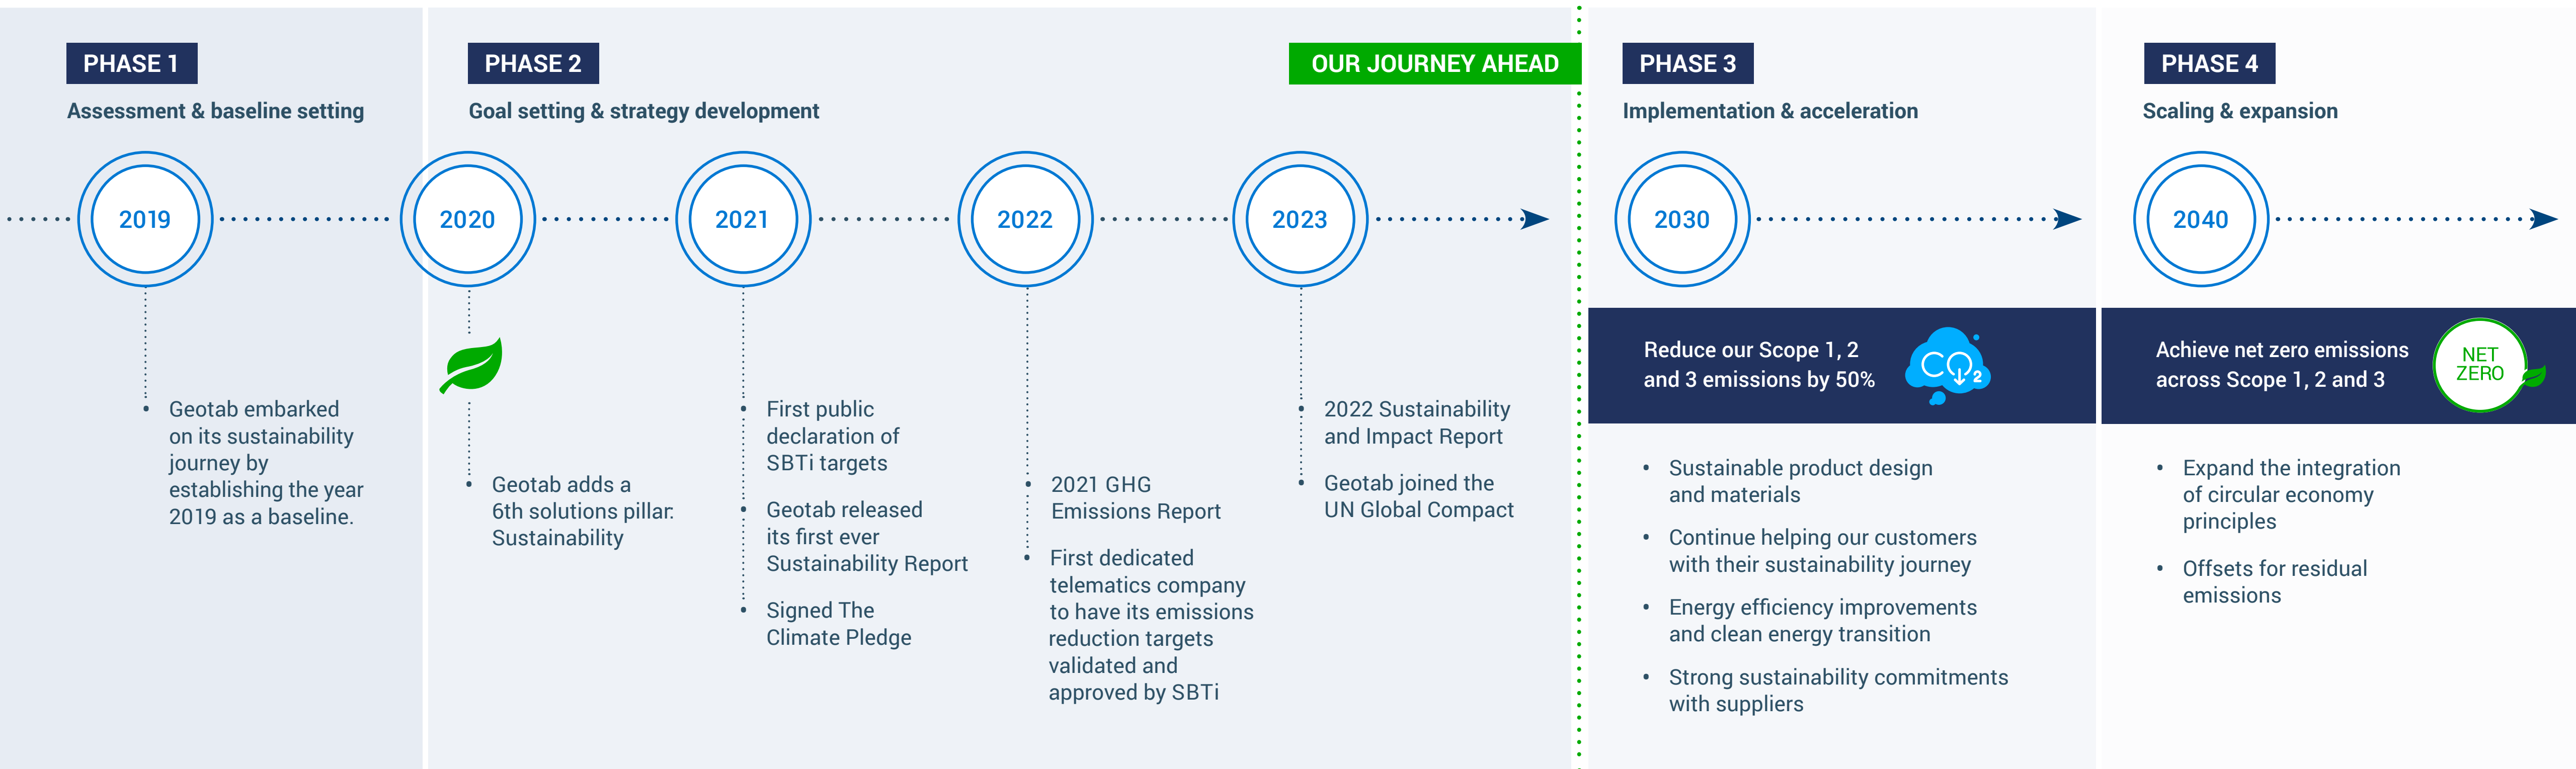 PHASE 1
Assessment & baseline setting
2019
• Geotab embarked
on its sustainability
journey by
establishing the year
2019 as a baseline.
PHASE 2
Goal setting & strategy development
2020
• Geotab adds a
6th solutions pillar:
Sustainability
2021
• First public
declaration of
SBTi targets
• Geotab released
its first ever
Sustainability Report
• Signed The
Climate Pledge
2022
• 2021 GHG
Emissions Report
• First dedicated
telematics company
to have its emissions
reduction targets
validated and
approved by SBTi
2023
• 2022 Sustainability
and Impact Report
• Geotab joined the
UN Global Compact
OUR JOURNEY AHEAD
PHASE 3
Implementation & acceleration
2030
Reduce our Scope 1, 2
and 3 emissions by 50%
CO2
• Sustainable product design
and materials
• Continue helping our customers
with their sustainability journey
• Energy efficiency improvements
and clean energy transition
• Strong sustainability commitments
with suppliers
PHASE 4
Scaling & expansion
2040
Achieve net zero emissions
across Scope 1, 2 and 3
NET
ZERO
• Expand the integration
of circular economy
principles
• Offsets for residual
emissions